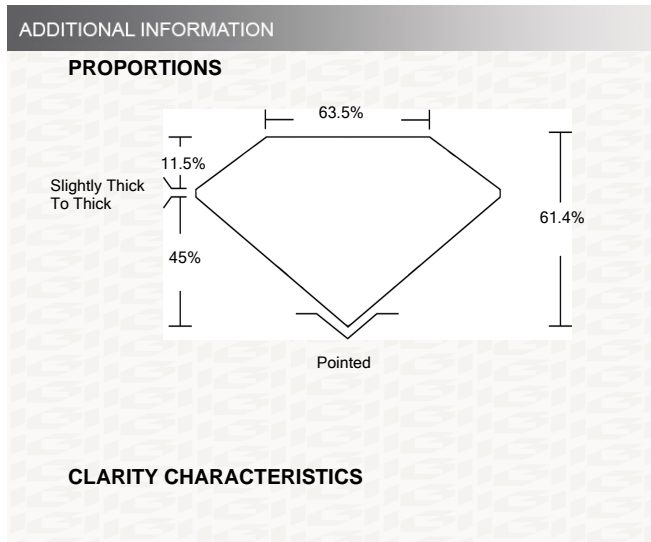 ADDITIONAL INFORMATION
PROPORTIONS
63.5%
11.5%
Slightly Thick
To Thick
61.4%
45%
Pointed
CLARITY CHARACTERISTICS